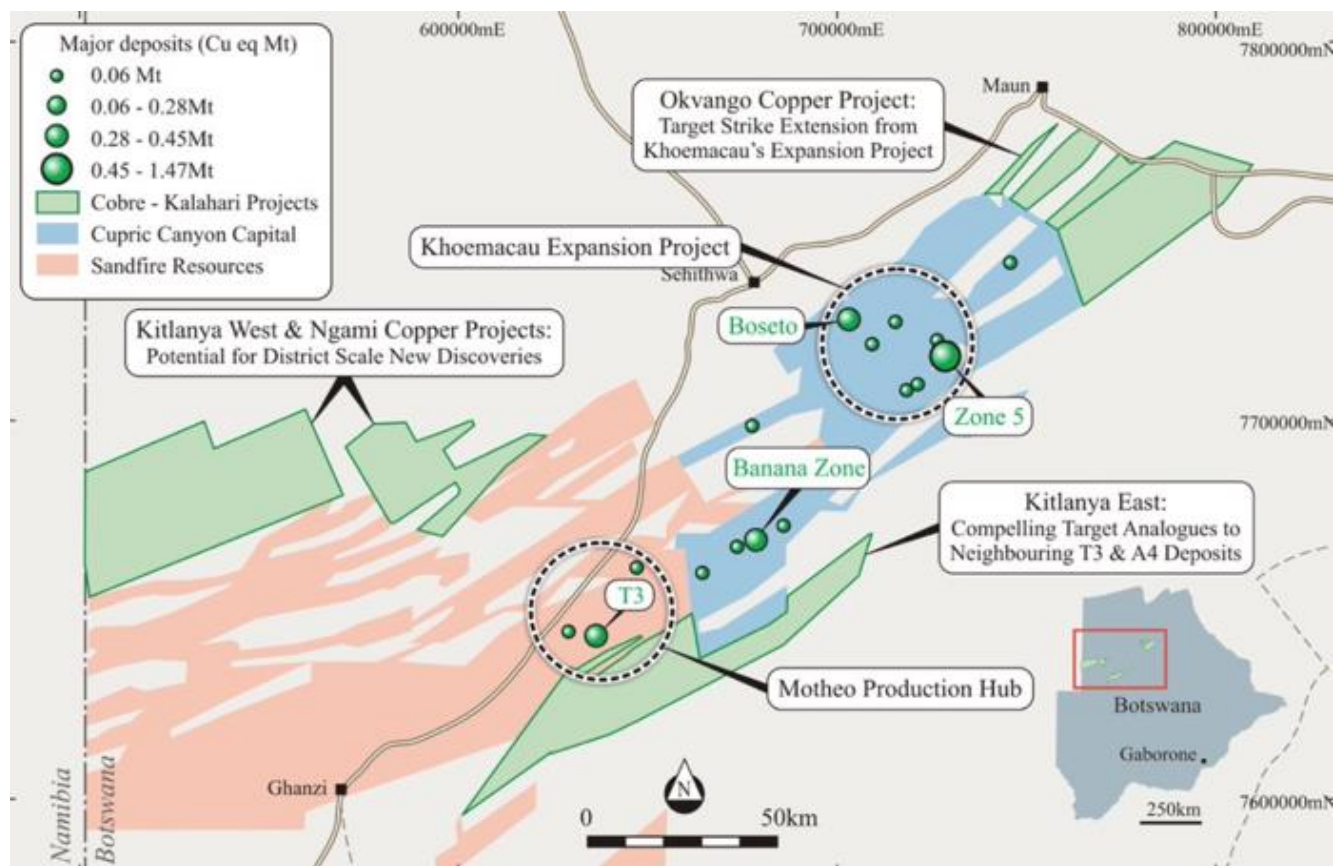 Major deposits (Cu eq Mt)
0.06 Mt
0.06 - 0.28Mt
0.28 - 0.45Mt
0.45 - 1.47Mt
Cobre - Kalahari Projects
Cupric Canyon Capital
Sandfire Resources
600000mE
700000mE
800000mE
7800000mN
Maun
Okvango Copper Project:
Target Strike Extension from
Khoemacau's Expansion Project
Khoemacau Expansion Project
Sehithwa
Kitlanya West & Ngami Copper Projects:
Potential for District Scale New Discoveries
Boseto
Zone 5
7700000mN
Banana Zone
Kitlanya East:
Compelling Target Analogues to
Neighbouring T3 & A4 Deposits
T3
Motheo Production Hub
Botswana
Gaborone
250km
Ghanzi
N
0
50km
7600000mN
Namibia
Botswana